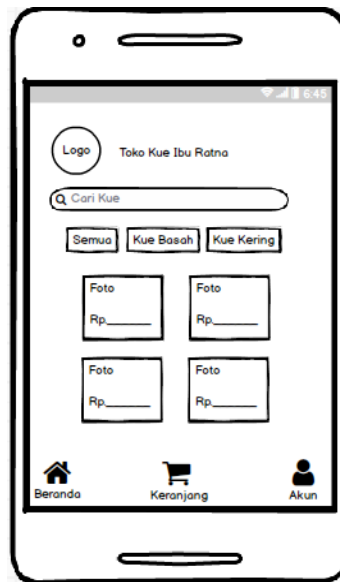 6:45
Logo
Toko Kue Ibu Ratna
Cari Kue
Semua Kue Basah Kue Kering
Foto Foto
Rp.______ Rp.______
Foto Foto
Rp.______ Rp.______
Beranda Keranjang Akun